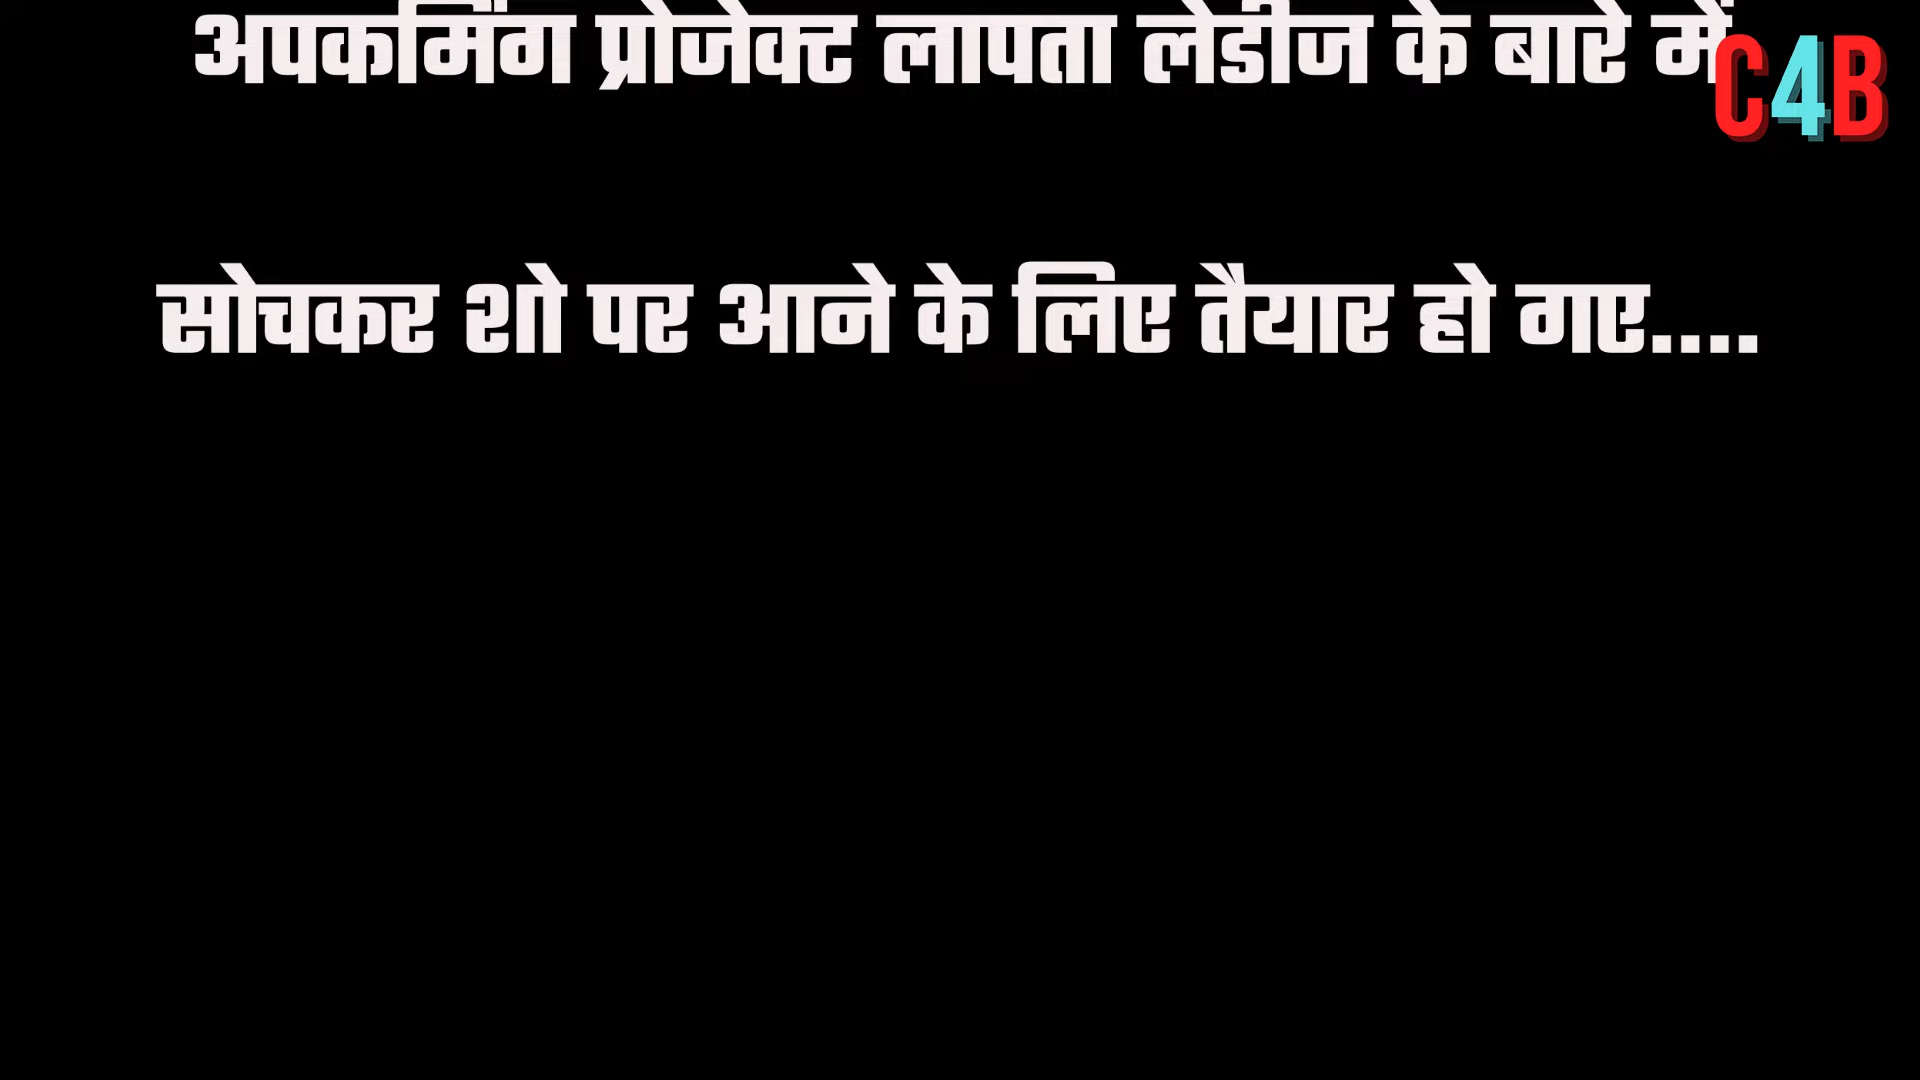 अपकमिंग प्रोजेक्ट लापता लेडीज के बारे में
C4B
सोचकर शो पर आने के लिए तैयार हो गए....